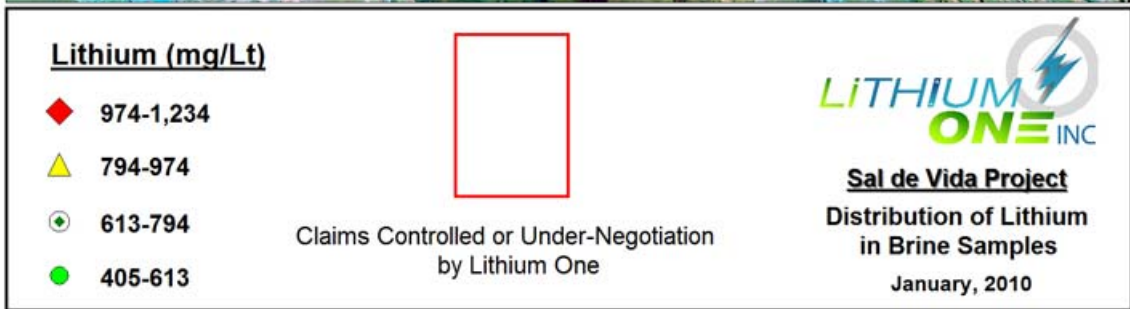 Lithium (mg/Lt)
974-1,234
794-974
613-794
405-613
Claims Controlled or Under-Negotiation
by Lithium One
LiTHIUM
ONE INC
Sal de Vida Project
Distribution of Lithium
in Brine Samples
January, 2010